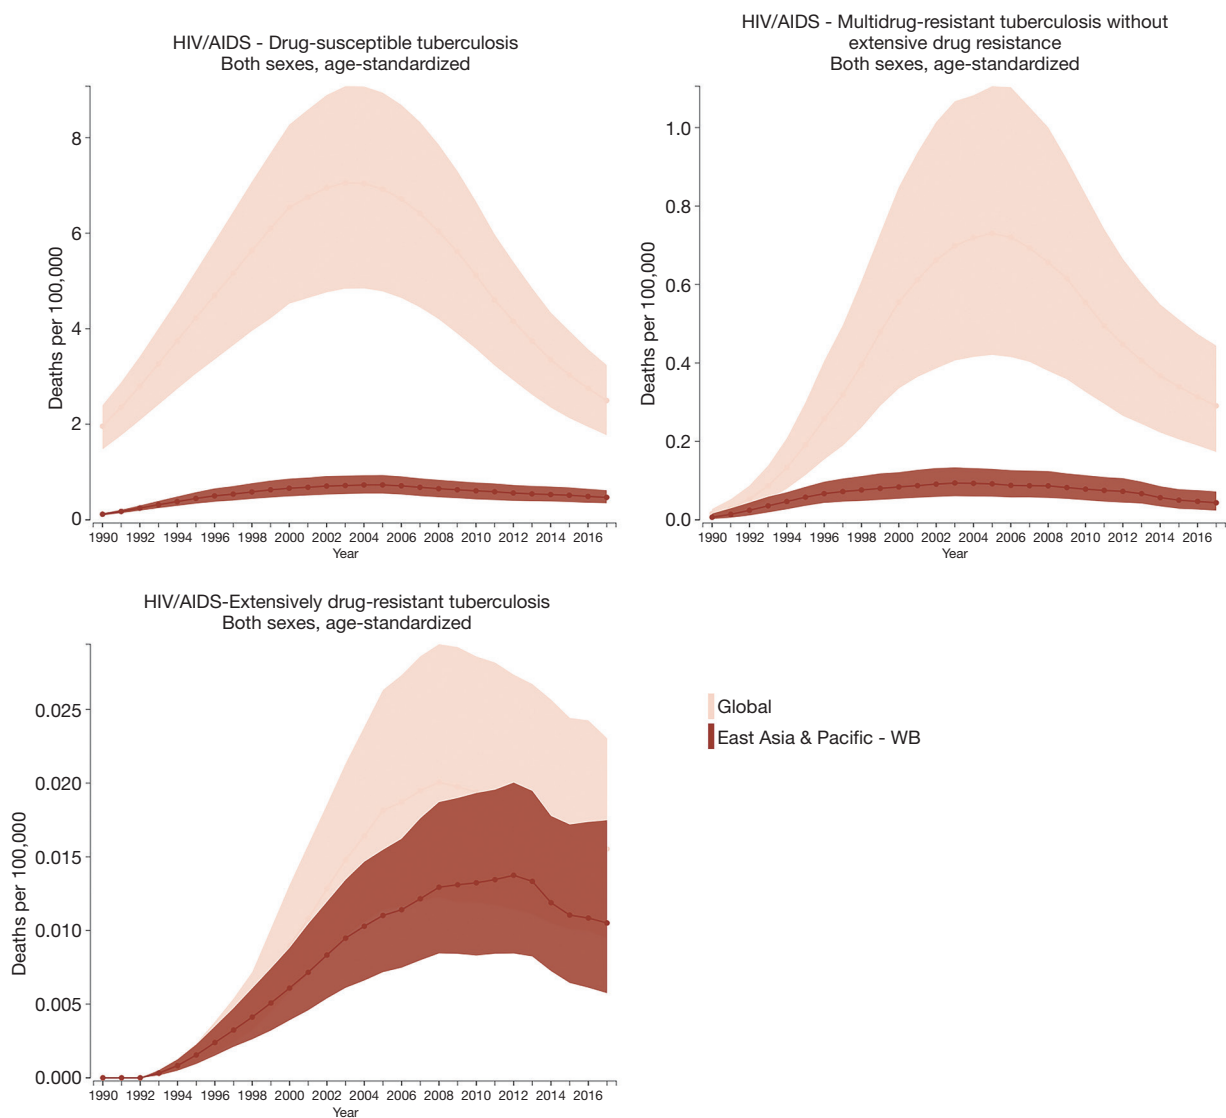 HIV/AIDS - Drug-susceptible tuberculosis
Both sexes, age-standardized
Deaths per 100,000
8
6
4
2
0
1990 1992 1994 1996 1998 2000 2002 2004 2006 2008 2010 2012 2014 2016
Year
HIV/AIDS - Multidrug-resistant tuberculosis without
extensive drug resistance
Both sexes, age-standardized
Deaths per 100,000
1.0
0.8
0.6
0.4
0.2
0.0
1990 1992 1994 1996 1998 2000 2002 2004 2006 2008 2010 2012 2014 2016
Year
HIV/AIDS-Extensively drug-resistant tuberculosis
Both sexes, age-standardized
Deaths per 100,000
0.025
0.020
0.015
0.010
0.005
0.000
1990 1992 1994 1996 1998 2000 2002 2004 2006 2008 2010 2012 2014 2016
Year
Global
East Asia & Pacific - WB